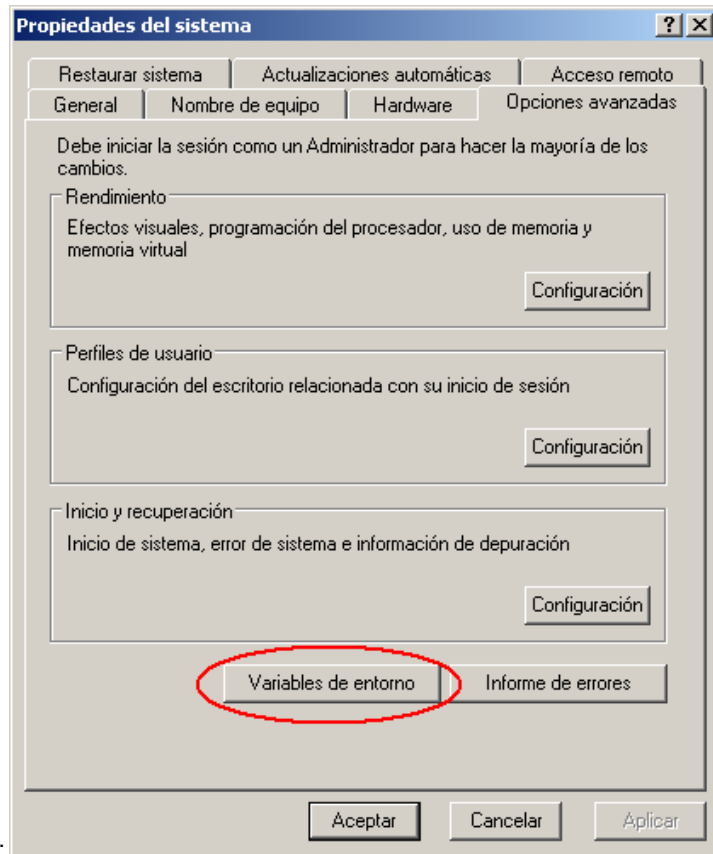 Propiedades del sistema
Restaurar sistema
Actualizaciones automáticas
Acceso remoto
General
Nombre de equipo
Hardware
Opciones avanzadas
Debe iniciar la sesión como un Administrador para hacer la mayoría de los
cambios.
Rendimiento
Efectos visuales, programación del procesador, uso de memoria y
memoria virtual
Configuración
Perfiles de usuario
Configuración del escritorio relacionada con su inicio de sesión
Configuración
Inicio y recuperación
Inicio de sistema, error de sistema e información de depuración
Configuración
Variables de entorno
Informe de errores
.
Aceptar
Cancelar
Aplicar